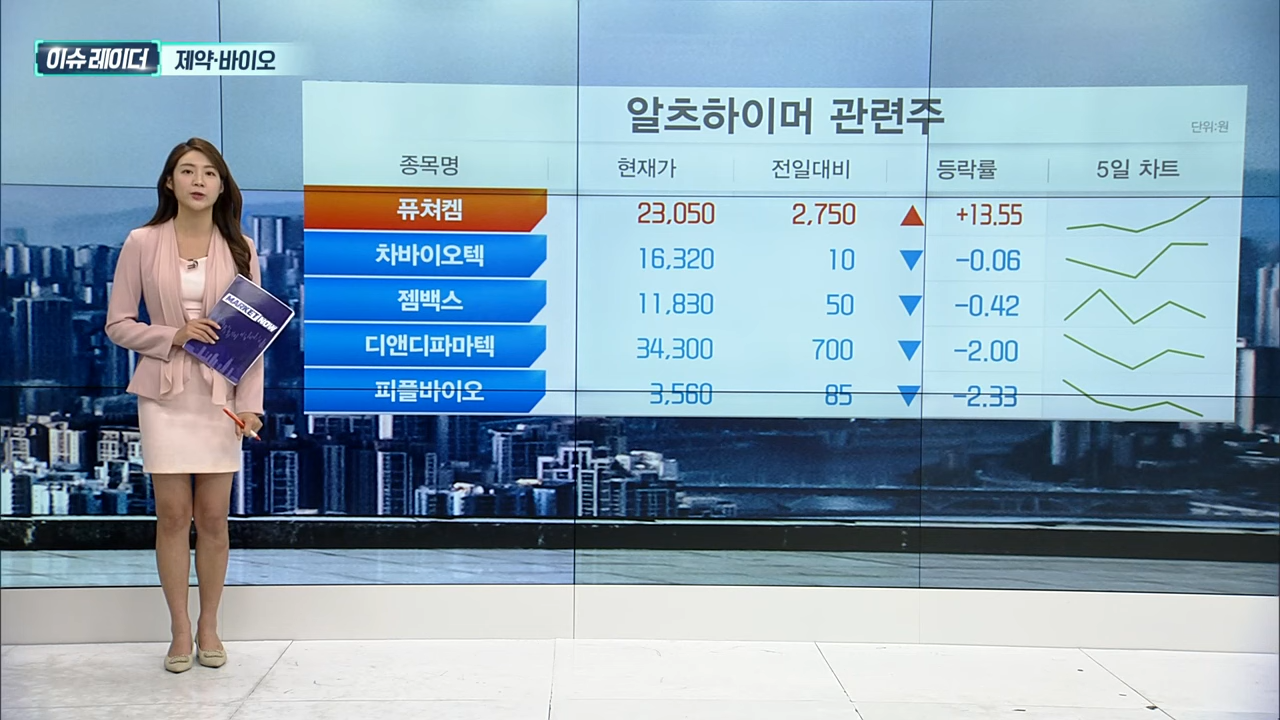 이슈 레이더 제약·바이오
알츠하이머 관련주
단위:원
종목명 현재가 전일대비 등락률 5일 차트
퓨쳐켐 23,050 2,750 ▲ +13.55
차바이오텍 16,320 10 ▼ -0.06
젬백스 11,830 50 ▼ -0.42
디앤디파마텍 34,300 700 ▼ -2.00
피플바이오 3,560 85 ▼ -2.33
MARKET NOW